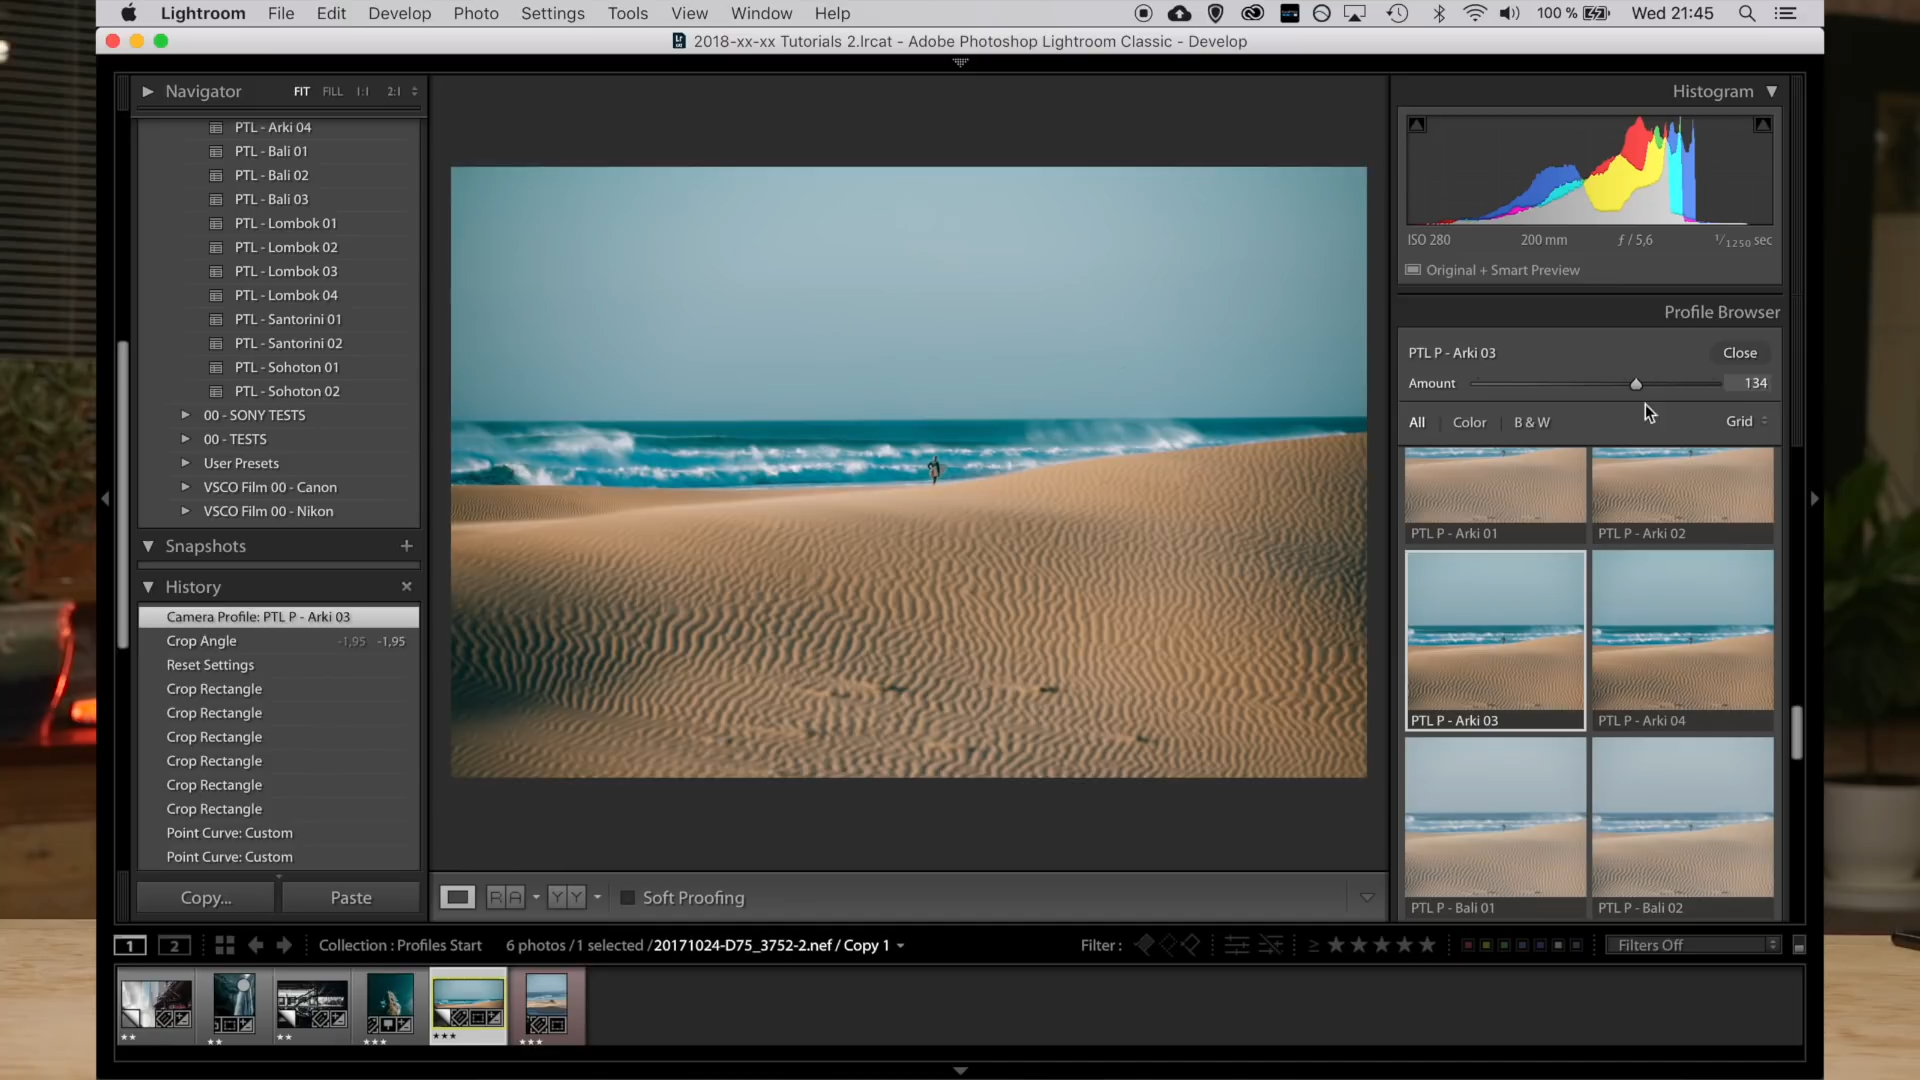 Lightroom File Edit Develop Photo Settings Tools View Window Help 100 % Wed 21:45
2018-xx-xx Tutorials 2.lrcat - Adobe Photoshop Lightroom Classic - Develop
Navigator FIT FILL 1:1 2:1
PTL - Arki 04
PTL - Bali 01
PTL - Bali 02
PTL - Bali 03
PTL - Lombok 01
PTL - Lombok 02
PTL - Lombok 03
PTL - Lombok 04
PTL - Santorini 01
PTL - Santorini 02
PTL - Sohoton 01
PTL - Sohoton 02
00 - SONY TESTS
00 - TESTS
User Presets
VSCO Film 00 - Canon
VSCO Film 00 - Nikon
Snapshots +
History ×
Camera Profile: PTL P - Arki 03
Crop Angle -1,95 -1,95
Reset Settings
Crop Rectangle
Crop Rectangle
Crop Rectangle
Crop Rectangle
Crop Rectangle
Crop Rectangle
Point Curve: Custom
Point Curve: Custom
Copy... Paste
Soft Proofing
Histogram
ISO 280 200 mm ƒ / 5,6 1/1250 sec
Original + Smart Preview
Profile Browser
PTL P - Arki 03 Close
Amount 134
All Color B & W Grid
PTL P - Arki 01 PTL P - Arki 02
PTL P - Arki 03 PTL P - Arki 04
PTL P - Bali 01 PTL P - Bali 02
1 2 Collection : Profiles Start 6 photos / 1 selected / 20171024-D75_3752-2.nef / Copy 1 Filter : ≥ ★★★★★ Filters Off